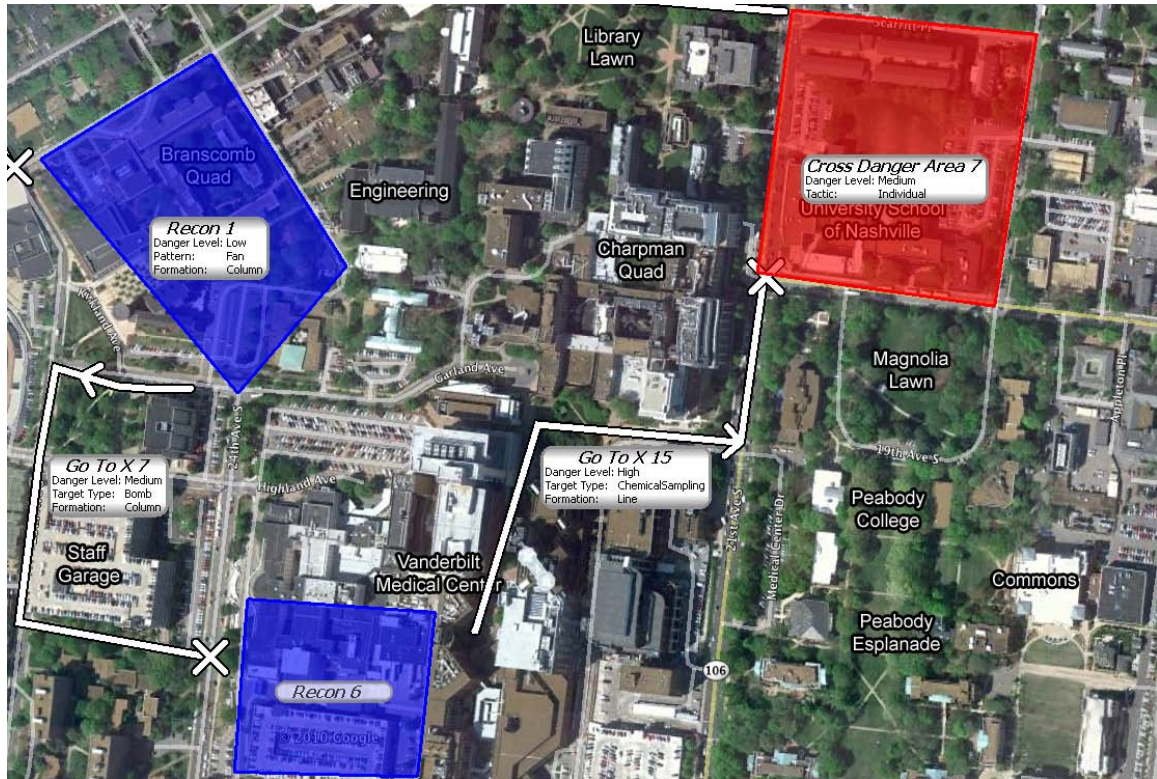 Scarritt Pl
Library
Lawn
Branscomb
Quad
Engineering
Cross Danger Area 7
Danger Level: Medium
Tactic: Individual
University School
of Nashville
Recon 1
Danger Level: Low
Pattern: Fan
Formation: Column
Charpman
Quad
Kirkland Ave
Garland Ave
Magnolia
Lawn
Appleton Pl
24th Ave S
19th Ave S
Go To X 7
Danger Level: Medium
Target Type: Bomb
Formation: Column
Highland Ave
Go To X 15
Danger Level: High
Target Type: ChemicalSampling
Formation: Line
21st Ave S
Medical Center Dr
Peabody
College
Staff
Garage
Vanderbilt
Medical Center
Commons
Peabody
Esplanade
106
Recon 6
© 2010 Google